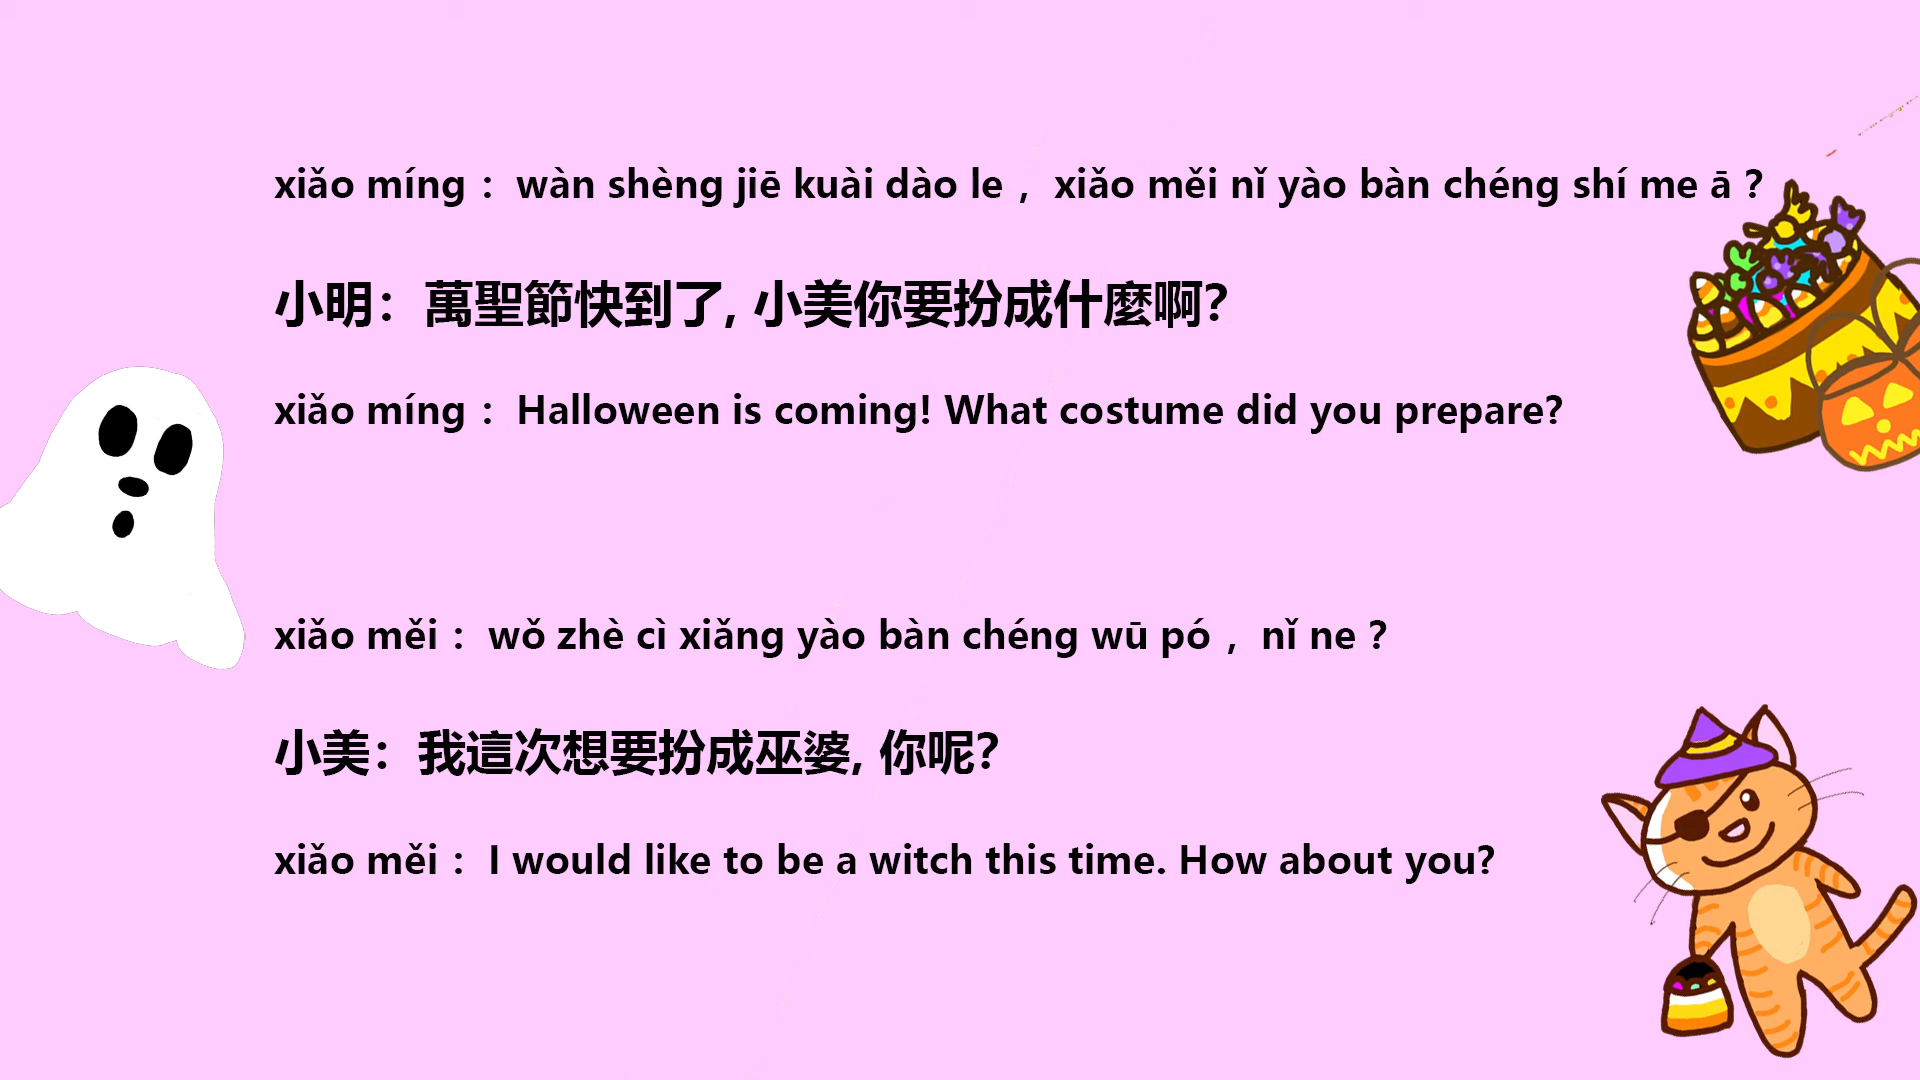 xiǎo míng： wàn shèng jiē kuài dào le， xiǎo měi nǐ yào bàn chéng shí me ā？
小明：萬聖節快到了, 小美你要扮成什麼啊?
xiǎo míng： Halloween is coming! What costume did you prepare?
xiǎo měi： wǒ zhè cì xiǎng yào bàn chéng wū pó， nǐ ne？
小美：我這次想要扮成巫婆, 你呢?
xiǎo měi： I would like to be a witch this time. How about you?